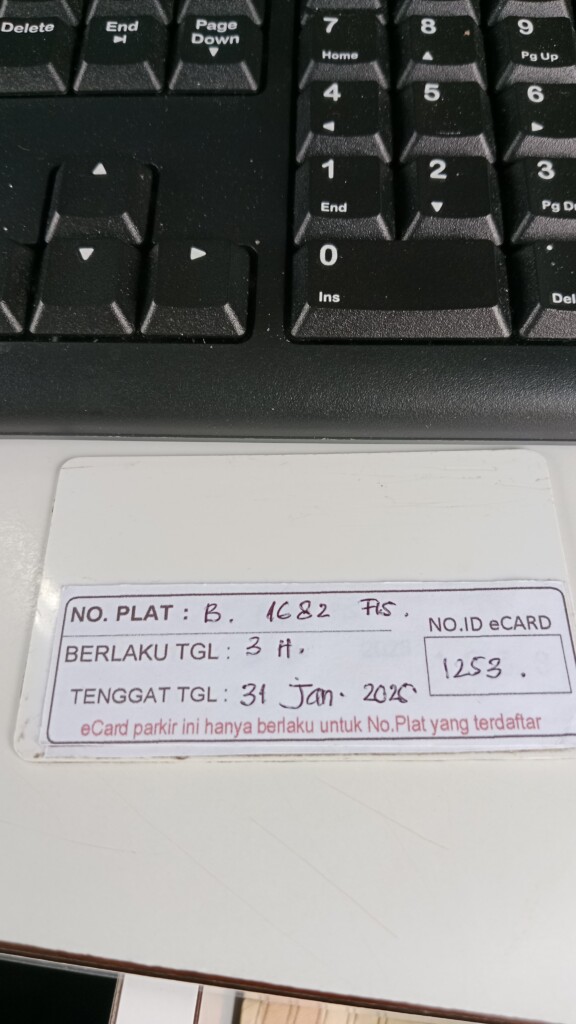 Delete
End
Page Down
7 Home
8
9 Pg Up
4
5
6
1 End
2
3 Pg D
0 Ins
Del
NO. PLAT : B. 1682
NO.ID eCARD
BERLAKU TGL : 3 H.
1253.
TENGGAT TGL : 31 Jan. 2025
eCard parkir ini hanya berlaku untuk No.Plat yang terdaftar